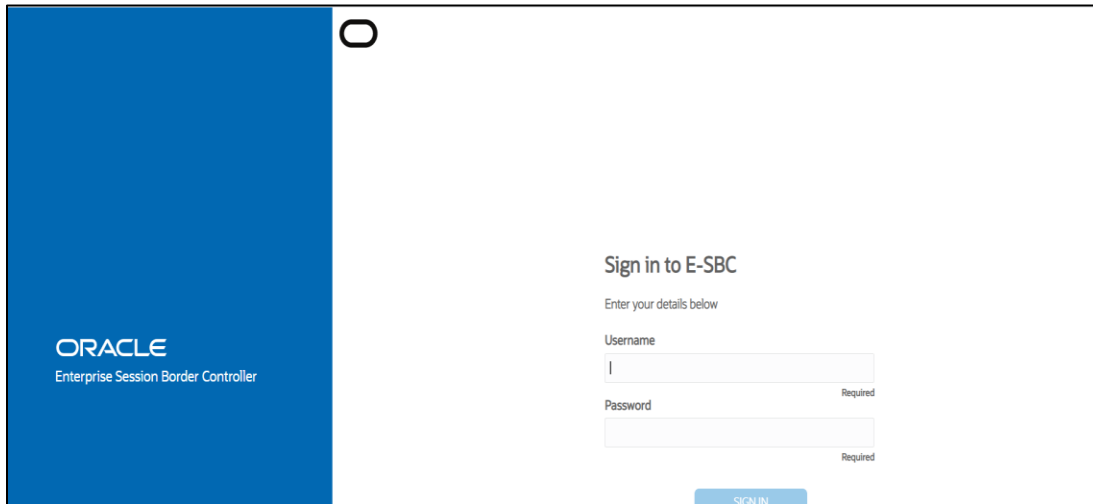 ORACLE
Enterprise Session Border Controller
Sign in to E-SBC
Enter your details below
Username
Required
Password
Required
SIGN IN